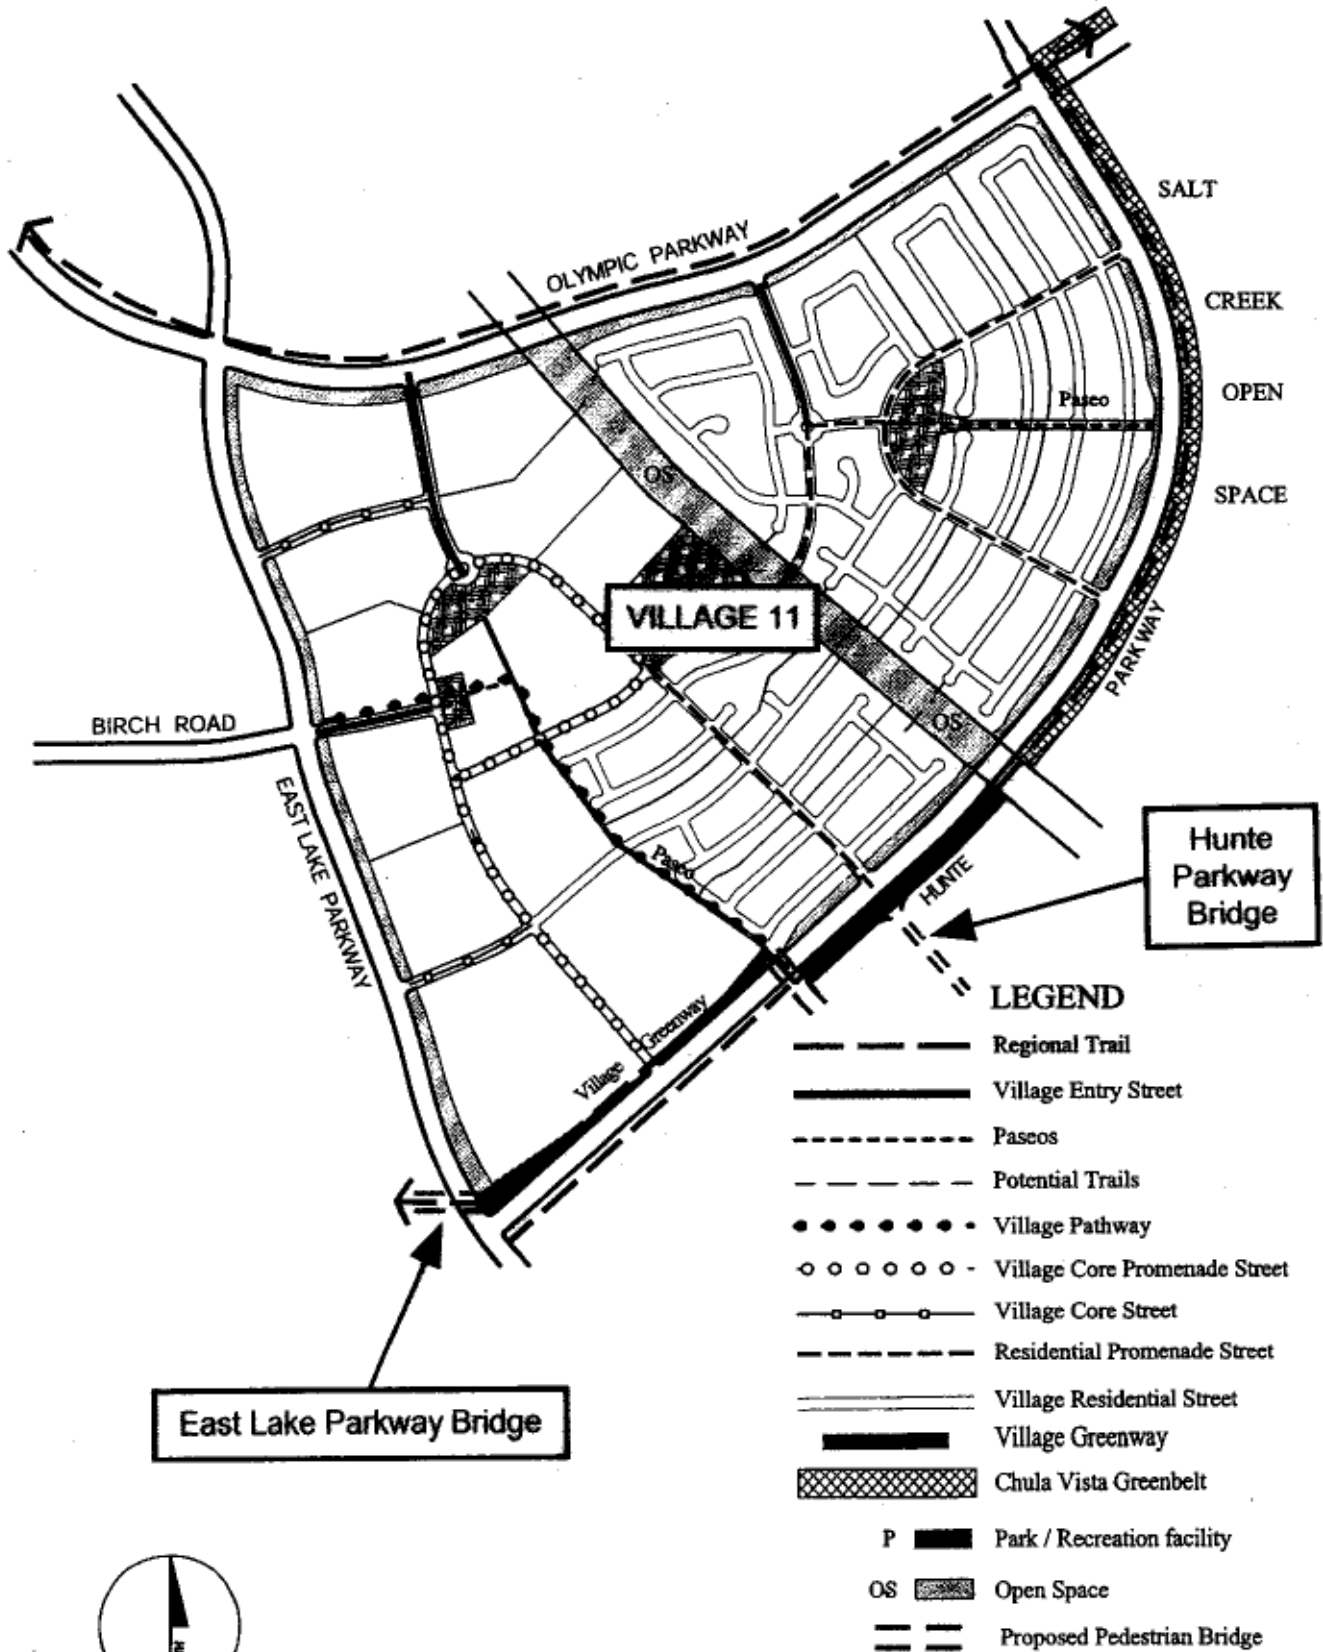 SALT
OLYMPIC PARKWAY
CREEK
OPEN
Paseo
OS
SPACE
VILLAGE 11
PARKWAY
BIRCH ROAD
OS
EAST LAKE PARKWAY
Hunte
Parkway
Bridge
Paseo
HUNTE
LEGEND
Village Greenway
Regional Trail
Village Entry Street
Paseos
Potential Trails
Village Pathway
Village Core Promenade Street
Village Core Street
Residential Promenade Street
East Lake Parkway Bridge
Village Residential Street
Village Greenway
Chula Vista Greenbelt
P Park / Recreation facility
OS Open Space
Proposed Pedestrian Bridge